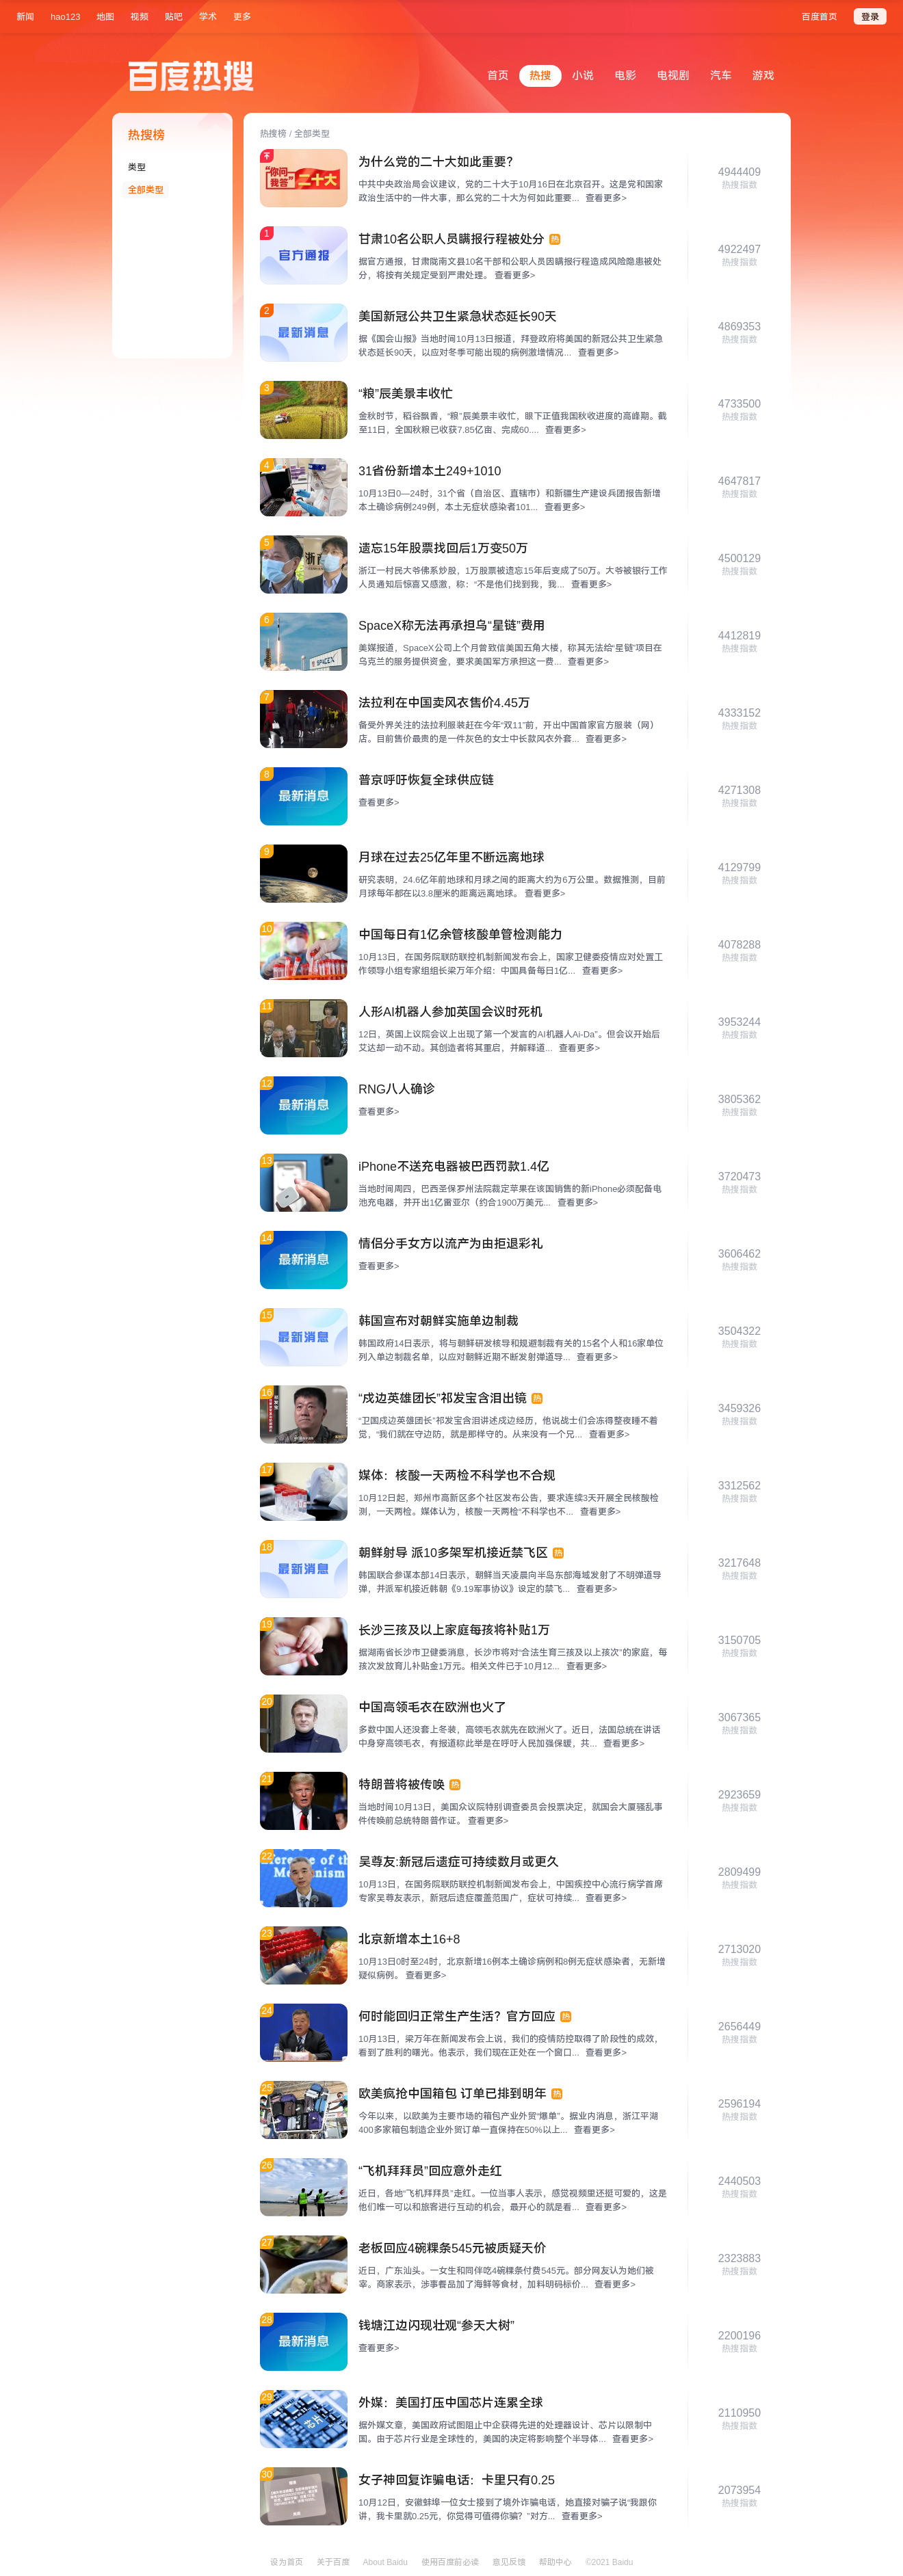 新闻 hao123 地图 视频 贴吧 学术 更多 百度首页 登录
百度热搜
首页 热搜 小说 电影 电视剧 汽车 游戏
热搜榜
类型
全部类型
热搜榜 / 全部类型
“你问我答”二十大
为什么党的二十大如此重要?
中共中央政治局会议建议，党的二十大于10月16日在北京召开。这是党和国家
政治生活中的一件大事，那么党的二十大为何如此重要... 查看更多>
4944409
热搜指数
1
官方通报
甘肃10名公职人员瞒报行程被处分 热
据官方通报，甘肃陇南文县10名干部和公职人员因瞒报行程造成风险隐患被处
分，将按有关规定受到严肃处理。 查看更多>
4922497
热搜指数
2
最新消息
美国新冠公共卫生紧急状态延长90天
据《国会山报》当地时间10月13日报道，拜登政府将美国的新冠公共卫生紧急
状态延长90天，以应对冬季可能出现的病例激增情况... 查看更多>
4869353
热搜指数
3
“粮”辰美景丰收忙
金秋时节，稻谷飘香，“粮”辰美景丰收忙，眼下正值我国秋收进度的高峰期。截
至11日，全国秋粮已收获7.85亿亩、完成60.... 查看更多>
4733500
热搜指数
4
31省份新增本土249+1010
10月13日0—24时，31个省（自治区、直辖市）和新疆生产建设兵团报告新增
本土确诊病例249例，本土无症状感染者101... 查看更多>
4647817
热搜指数
5
遗忘15年股票找回后1万变50万
浙江一村民大爷佛系炒股，1万股票被遗忘15年后变成了50万。大爷被银行工作
人员通知后惊喜又感激，称：“不是他们找到我，我... 查看更多>
4500129
热搜指数
6
SPACEX
SpaceX称无法再承担乌“星链”费用
美媒报道，SpaceX公司上个月曾致信美国五角大楼，称其无法给“星链”项目在
乌克兰的服务提供资金，要求美国军方承担这一费... 查看更多>
4412819
热搜指数
7
法拉利在中国卖风衣售价4.45万
备受外界关注的法拉利服装赶在今年“双11”前，开出中国首家官方服装（网）
店。目前售价最贵的是一件灰色的女士中长款风衣外套... 查看更多>
4333152
热搜指数
8
最新消息
普京呼吁恢复全球供应链
查看更多>
4271308
热搜指数
9
月球在过去25亿年里不断远离地球
研究表明，24.6亿年前地球和月球之间的距离大约为6万公里。数据推测，目前
月球每年都在以3.8厘米的距离远离地球。 查看更多>
4129799
热搜指数
10
中国每日有1亿余管核酸单管检测能力
10月13日，在国务院联防联控机制新闻发布会上，国家卫健委疫情应对处置工
作领导小组专家组组长梁万年介绍：中国具备每日1亿... 查看更多>
4078288
热搜指数
11
人形AI机器人参加英国会议时死机
12日，英国上议院会议上出现了第一个发言的AI机器人Ai-Da”。但会议开始后
艾达却一动不动。其创造者将其重启，并解释道... 查看更多>
3953244
热搜指数
12
最新消息
RNG八人确诊
查看更多>
3805362
热搜指数
13
iPhone不送充电器被巴西罚款1.4亿
当地时间周四，巴西圣保罗州法院裁定苹果在该国销售的新iPhone必须配备电
池充电器，并开出1亿雷亚尔（约合1900万美元... 查看更多>
3720473
热搜指数
14
最新消息
情侣分手女方以流产为由拒退彩礼
查看更多>
3606462
热搜指数
15
最新消息
韩国宣布对朝鲜实施单边制裁
韩国政府14日表示，将与朝鲜研发核导和规避制裁有关的15名个人和16家单位
列入单边制裁名单，以应对朝鲜近期不断发射弹道导... 查看更多>
3504322
热搜指数
16
“戍边英雄团长”祁发宝含泪出镜 热
“卫国戍边英雄团长”祁发宝含泪讲述戍边经历，他说战士们会冻得整夜睡不着
觉，“我们就在守边防，就是那样守的。从来没有一个兄... 查看更多>
3459326
热搜指数
17
媒体：核酸一天两检不科学也不合规
10月12日起，郑州市高新区多个社区发布公告，要求连续3天开展全民核酸检
测，一天两检。媒体认为，核酸一天两检“不科学也不... 查看更多>
3312562
热搜指数
18
最新消息
朝鲜射导 派10多架军机接近禁飞区 热
韩国联合参谋本部14日表示，朝鲜当天凌晨向半岛东部海域发射了不明弹道导
弹，并派军机接近韩朝《9.19军事协议》设定的禁飞... 查看更多>
3217648
热搜指数
19
长沙三孩及以上家庭每孩将补贴1万
据湖南省长沙市卫健委消息，长沙市将对“合法生育三孩及以上孩次”的家庭，每
孩次发放育儿补贴金1万元。相关文件已于10月12... 查看更多>
3150705
热搜指数
20
中国高领毛衣在欧洲也火了
多数中国人还没套上冬装，高领毛衣就先在欧洲火了。近日，法国总统在讲话
中身穿高领毛衣，有报道称此举是在呼吁人民加强保暖，共... 查看更多>
3067365
热搜指数
21
特朗普将被传唤 热
当地时间10月13日，美国众议院特别调查委员会投票决定，就国会大厦骚乱事
件传唤前总统特朗普作证。 查看更多>
2923659
热搜指数
22
吴尊友:新冠后遗症可持续数月或更久
10月13日，在国务院联防联控机制新闻发布会上，中国疾控中心流行病学首席
专家吴尊友表示，新冠后遗症覆盖范围广，症状可持续... 查看更多>
2809499
热搜指数
23
北京新增本土16+8
10月13日0时至24时，北京新增16例本土确诊病例和8例无症状感染者，无新增
疑似病例。 查看更多>
2713020
热搜指数
24
何时能回归正常生产生活？官方回应 热
10月13日，梁万年在新闻发布会上说，我们的疫情防控取得了阶段性的成效，
看到了胜利的曙光。他表示，我们现在正处在一个窗口... 查看更多>
2656449
热搜指数
25
欧美疯抢中国箱包 订单已排到明年 热
今年以来，以欧美为主要市场的箱包产业外贸“爆单”。据业内消息，浙江平湖
400多家箱包制造企业外贸订单一直保持在50%以上... 查看更多>
2596194
热搜指数
26
“飞机拜拜员”回应意外走红
近日，各地“飞机拜拜员”走红。一位当事人表示，感觉视频里还挺可爱的，这是
他们唯一可以和旅客进行互动的机会，最开心的就是看... 查看更多>
2440503
热搜指数
27
老板回应4碗粿条545元被质疑天价
近日，广东汕头。一女生和同伴吃4碗粿条付费545元。部分网友认为她们被
宰。商家表示，涉事餐品加了海鲜等食材，加料明码标价... 查看更多>
2323883
热搜指数
28
最新消息
钱塘江边闪现壮观“参天大树”
查看更多>
2200196
热搜指数
29
芯片
外媒：美国打压中国芯片连累全球
据外媒文章，美国政府试图阻止中企获得先进的处理器设计、芯片以限制中
国。由于芯片行业是全球性的，美国的决定将影响整个半导体... 查看更多>
2110950
热搜指数
30
女子神回复诈骗电话：卡里只有0.25
10月12日，安徽蚌埠一位女士接到了境外诈骗电话，她直接对骗子说“我跟你
讲，我卡里就0.25元，你觉得可值得你骗？”对方... 查看更多>
2073954
热搜指数
设为首页 关于百度 About Baidu 使用百度前必读 意见反馈 帮助中心 ©2021 Baidu